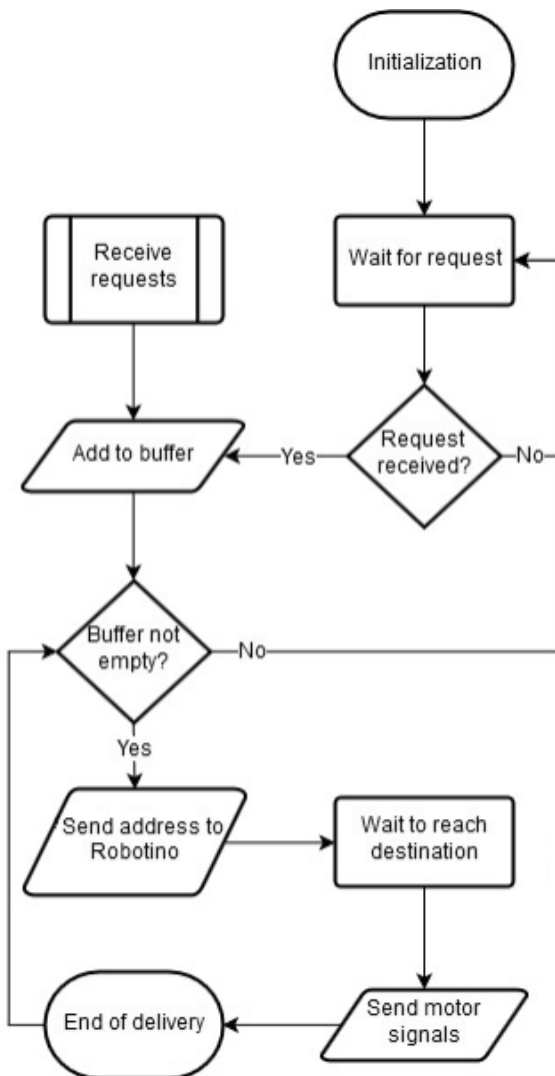 Initialization
Receive
requests
Wait for request
Add to buffer
Yes
Request
received?
No
Buffer not
empty?
No
Yes
Send address to
Robotino
Wait to reach
destination
End of delivery
Send motor
signals